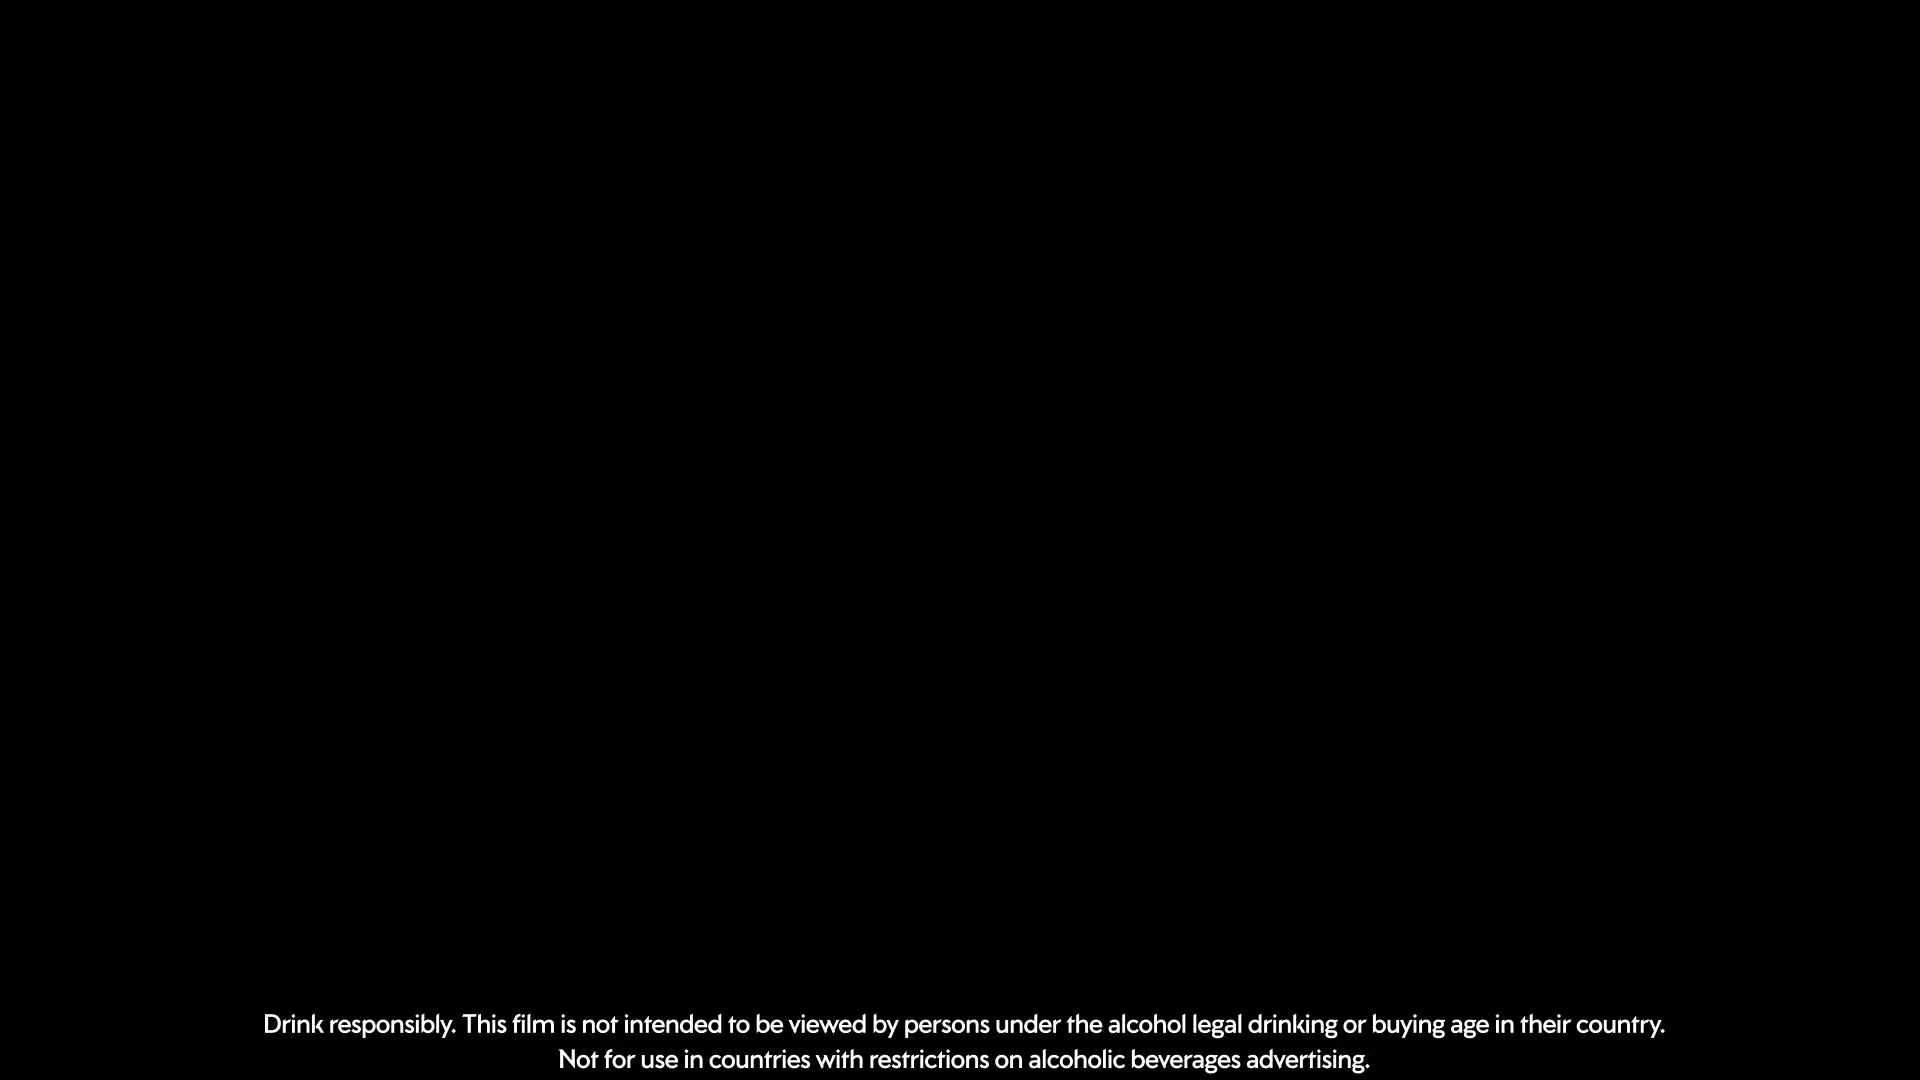 Drink responsibly. This film is not intended to be viewed by persons under the alcohol legal drinking or buying age in their country.
Not for use in countries with restrictions on alcoholic beverages advertising.